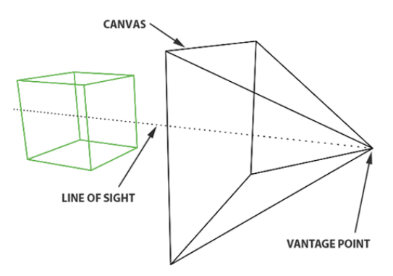 CANVAS
LINE OF SIGHT
VANTAGE POINT